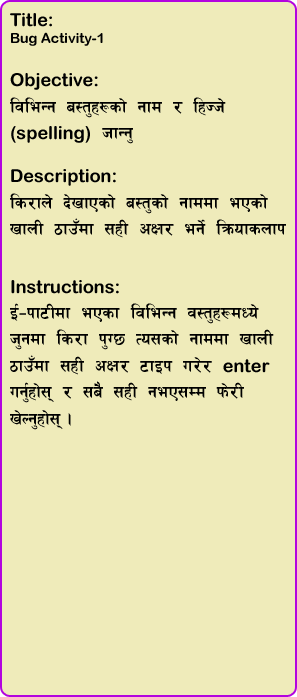 Title:
Bug Activity-1
Objective:
विभिन्न बस्तुहरूको नाम र हिज्जे
(spelling) जान्नु
Description:
किराले देखाएको बस्तुको नाममा भएको
खाली ठाउँमा सही अक्षर भर्ने क्रियाकलाप
Instructions:
ई-पाटीमा भएका विभिन्न वस्तुहरूमध्ये
जुनमा किरा पुग्छ त्यसको नाममा खाली
ठाउँमा सही अक्षर टाइप गरेर enter
गर्नुहोस् र सबै सही नभएसम्म फेरी
खेल्नुहोस् ।